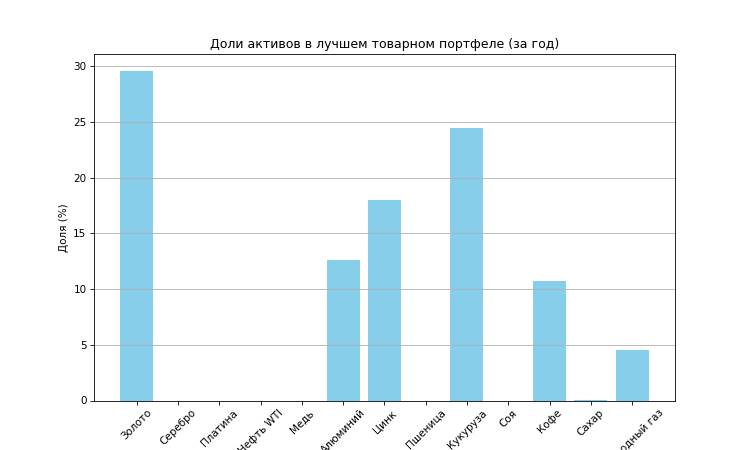 Доли активов в лучшем товарном портфеле (за год)
30
25
20
15
10
5
0
Доля (%)
Золото
Серебро
Платина
Нефть WTI
Медь
Алюминий
Цинк
Пшеница
Кукуруза
Соя
Кофе
Сахар
одный газ